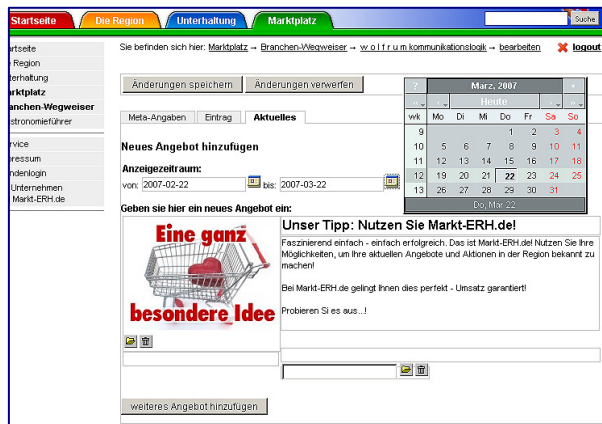 Startseite
Die Region
Unterhaltung
Marktplatz
Suche
artseite
Sie befinden sich hier: Marktplatz → Branchen-Wegweiser → w o l f r u m kommunikationslogik → bearbeiten
logout
e Region
terhaltung
arktplatz
anchen-Wegweiser
stronomieführer
rvice
pressum
ndenlogin
Unternehmen
Markt-ERH.de
Änderungen speichern
Änderungen verwerfen
? März, 2007 ×
« ‹ Heute › »
wk Mo Di Mi Do Fr Sa So
9 1 2 3 4
10 5 6 7 8 9 10 11
11 12 13 14 15 16 17 18
12 19 20 21 22 23 24 25
13 26 27 28 29 30 31
Do, Mär 22
Meta-Angaben
Eintrag
Aktuelles
Neues Angebot hinzufügen
Anzeigezeitraum:
von: 2007-02-22
bis: 2007-03-22
Geben sie hier ein neues Angebot ein:
Eine ganz
besondere Idee
Unser Tipp: Nutzen Sie Markt-ERH.de!
Faszinierend einfach - einfach erfolgreich. Das ist Markt-ERH.de! Nutzen Sie Ihre
Möglichkeiten, um Ihre aktuellen Angebote und Aktionen in der Region bekannt zu
machen!
Bei Markt-ERH.de gelingt Ihnen dies perfekt - Umsatz garantiert!
Probieren Si es aus...!
weiteres Angebot hinzufügen